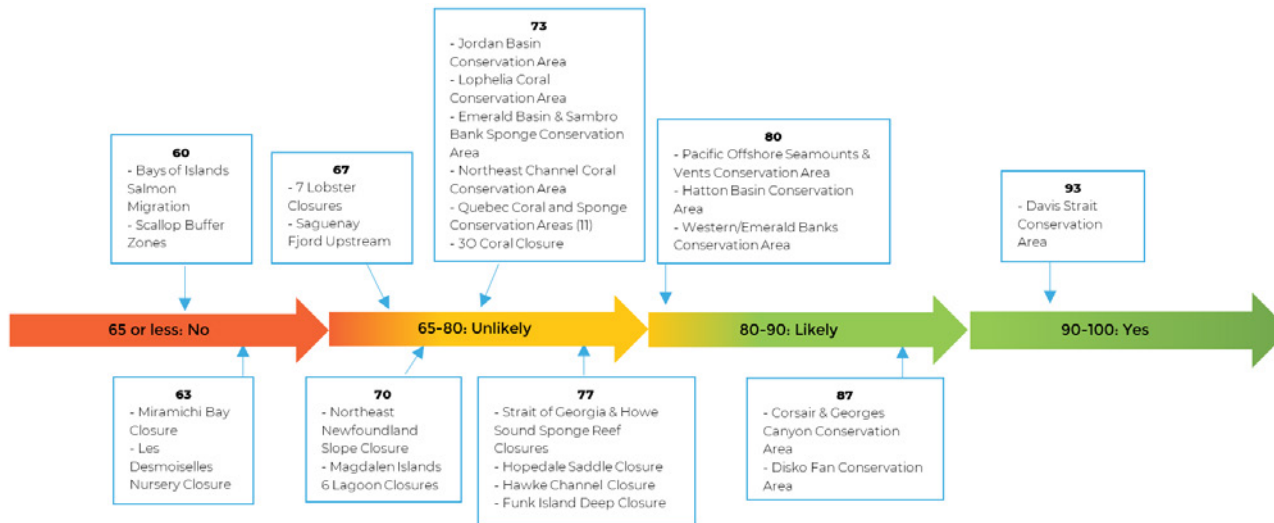 60
- Bays of Islands
Salmon
Migration
- Scallop Buffer
Zones
67
- 7 Lobster
Closures
- Saguenay
Fjord Upstream
73
- Jordan Basin
Conservation Area
- Lophelia Coral
Conservation Area
- Emerald Basin & Sambro
Bank Sponge Conservation
Area
- Northeast Channel Coral
Conservation Area
- Quebec Coral and Sponge
Conservation Areas (11)
- 3O Coral Closure
80
- Pacific Offshore Seamounts &
Vents Conservation Area
- Hatton Basin Conservation
Area
- Western/Emerald Banks
Conservation Area
93
- Davis Strait
Conservation
Area
65 or less: No
65-80: Unlikely
80-90: Likely
90-100: Yes
63
- Miramichi Bay
Closure
- Les
Desmoiselles
Nursery Closure
70
- Northeast
Newfoundland
Slope Closure
- Magdalen Islands
6 Lagoon Closures
77
- Strait of Georgia & Howe
Sound Sponge Reef
Closures
- Hopedale Saddle Closure
- Hawke Channel Closure
- Funk Island Deep Closure
87
- Corsair & Georges
Canyon Conservation
Area
- Disko Fan Conservation
Area